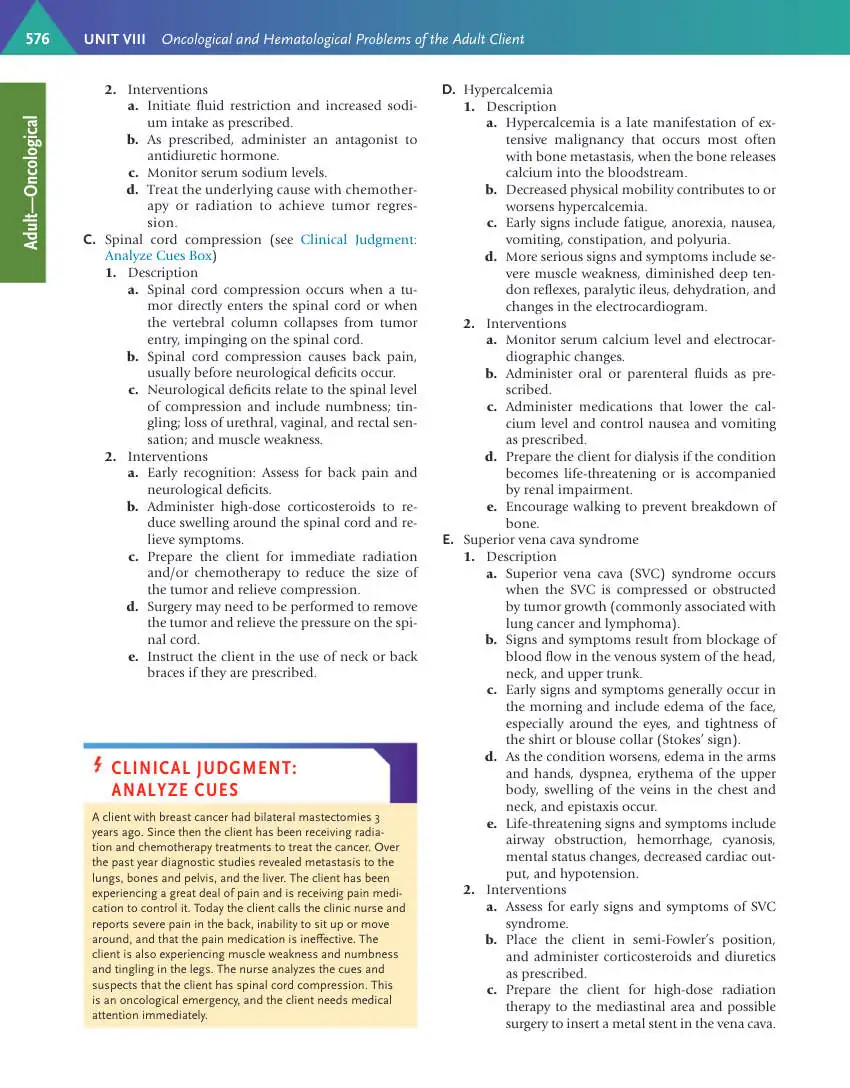 576
UNIT VIII Oncological and Hematological Problems of the Adult Client
Adult—Oncological
2. Interventions
a. Initiate fluid restriction and increased sodi-
um intake as prescribed.
b. As prescribed, administer an antagonist to
antidiuretic hormone.
c. Monitor serum sodium levels.
d. Treat the underlying cause with chemother-
apy or radiation to achieve tumor regres-
sion.
C. Spinal cord compression (see Clinical Judgment:
Analyze Cues Box)
1. Description
a. Spinal cord compression occurs when a tu-
mor directly enters the spinal cord or when
the vertebral column collapses from tumor
entry, impinging on the spinal cord.
b. Spinal cord compression causes back pain,
usually before neurological deficits occur.
c. Neurological deficits relate to the spinal level
of compression and include numbness; tin-
gling; loss of urethral, vaginal, and rectal sen-
sation; and muscle weakness.
2. Interventions
a. Early recognition: Assess for back pain and
neurological deficits.
b. Administer high-dose corticosteroids to re-
duce swelling around the spinal cord and re-
lieve symptoms.
c. Prepare the client for immediate radiation
and/or chemotherapy to reduce the size of
the tumor and relieve compression.
d. Surgery may need to be performed to remove
the tumor and relieve the pressure on the spi-
nal cord.
e. Instruct the client in the use of neck or back
braces if they are prescribed.
CLINICAL JUDGMENT:
ANALYZE CUES
A client with breast cancer had bilateral mastectomies 3
years ago. Since then the client has been receiving radia-
tion and chemotherapy treatments to treat the cancer. Over
the past year diagnostic studies revealed metastasis to the
lungs, bones and pelvis, and the liver. The client has been
experiencing a great deal of pain and is receiving pain medi-
cation to control it. Today the client calls the clinic nurse and
reports severe pain in the back, inability to sit up or move
around, and that the pain medication is ineffective. The
client is also experiencing muscle weakness and numbness
and tingling in the legs. The nurse analyzes the cues and
suspects that the client has spinal cord compression. This
is an oncological emergency, and the client needs medical
attention immediately.
D. Hypercalcemia
1. Description
a. Hypercalcemia is a late manifestation of ex-
tensive malignancy that occurs most often
with bone metastasis, when the bone releases
calcium into the bloodstream.
b. Decreased physical mobility contributes to or
worsens hypercalcemia.
c. Early signs include fatigue, anorexia, nausea,
vomiting, constipation, and polyuria.
d. More serious signs and symptoms include se-
vere muscle weakness, diminished deep ten-
don reflexes, paralytic ileus, dehydration, and
changes in the electrocardiogram.
2. Interventions
a. Monitor serum calcium level and electrocar-
diographic changes.
b. Administer oral or parenteral fluids as pre-
scribed.
c. Administer medications that lower the cal-
cium level and control nausea and vomiting
as prescribed.
d. Prepare the client for dialysis if the condition
becomes life-threatening or is accompanied
by renal impairment.
e. Encourage walking to prevent breakdown of
bone.
E. Superior vena cava syndrome
1. Description
a. Superior vena cava (SVC) syndrome occurs
when the SVC is compressed or obstructed
by tumor growth (commonly associated with
lung cancer and lymphoma).
b. Signs and symptoms result from blockage of
blood flow in the venous system of the head,
neck, and upper trunk.
c. Early signs and symptoms generally occur in
the morning and include edema of the face,
especially around the eyes, and tightness of
the shirt or blouse collar (Stokes’ sign).
d. As the condition worsens, edema in the arms
and hands, dyspnea, erythema of the upper
body, swelling of the veins in the chest and
neck, and epistaxis occur.
e. Life-threatening signs and symptoms include
airway obstruction, hemorrhage, cyanosis,
mental status changes, decreased cardiac out-
put, and hypotension.
2. Interventions
a. Assess for early signs and symptoms of SVC
syndrome.
b. Place the client in semi-Fowler’s position,
and administer corticosteroids and diuretics
as prescribed.
c. Prepare the client for high-dose radiation
therapy to the mediastinal area and possible
surgery to insert a metal stent in the vena cava.